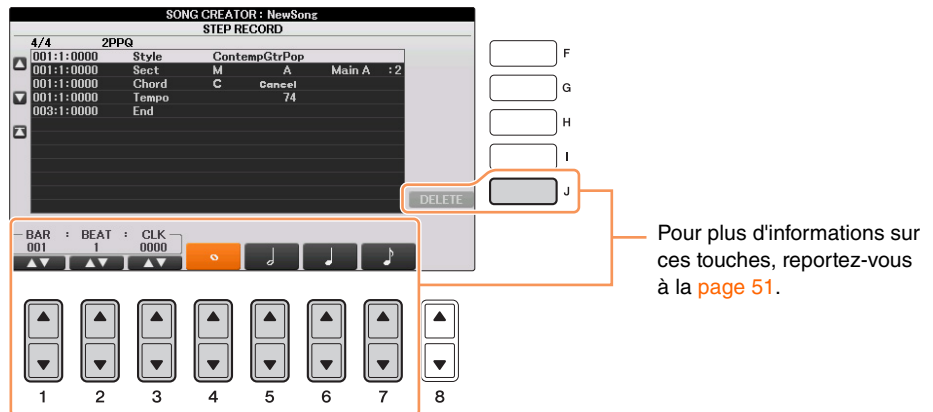 SONG CREATOR : NewSong
STEP RECORD
4/4 2PPQ
001:1:0000 Style ContempGtrPop
001:1:0000 Sect M A Main A :2
001:1:0000 Chord C Cancel
001:1:0000 Tempo 74
003:1:0000 End
DELETE
BAR : BEAT : CLK
001 1 0000
F
G
H
I
J
1 2 3 4 5 6 7 8
Pour plus d'informations sur
ces touches, reportez-vous
à la page 51.